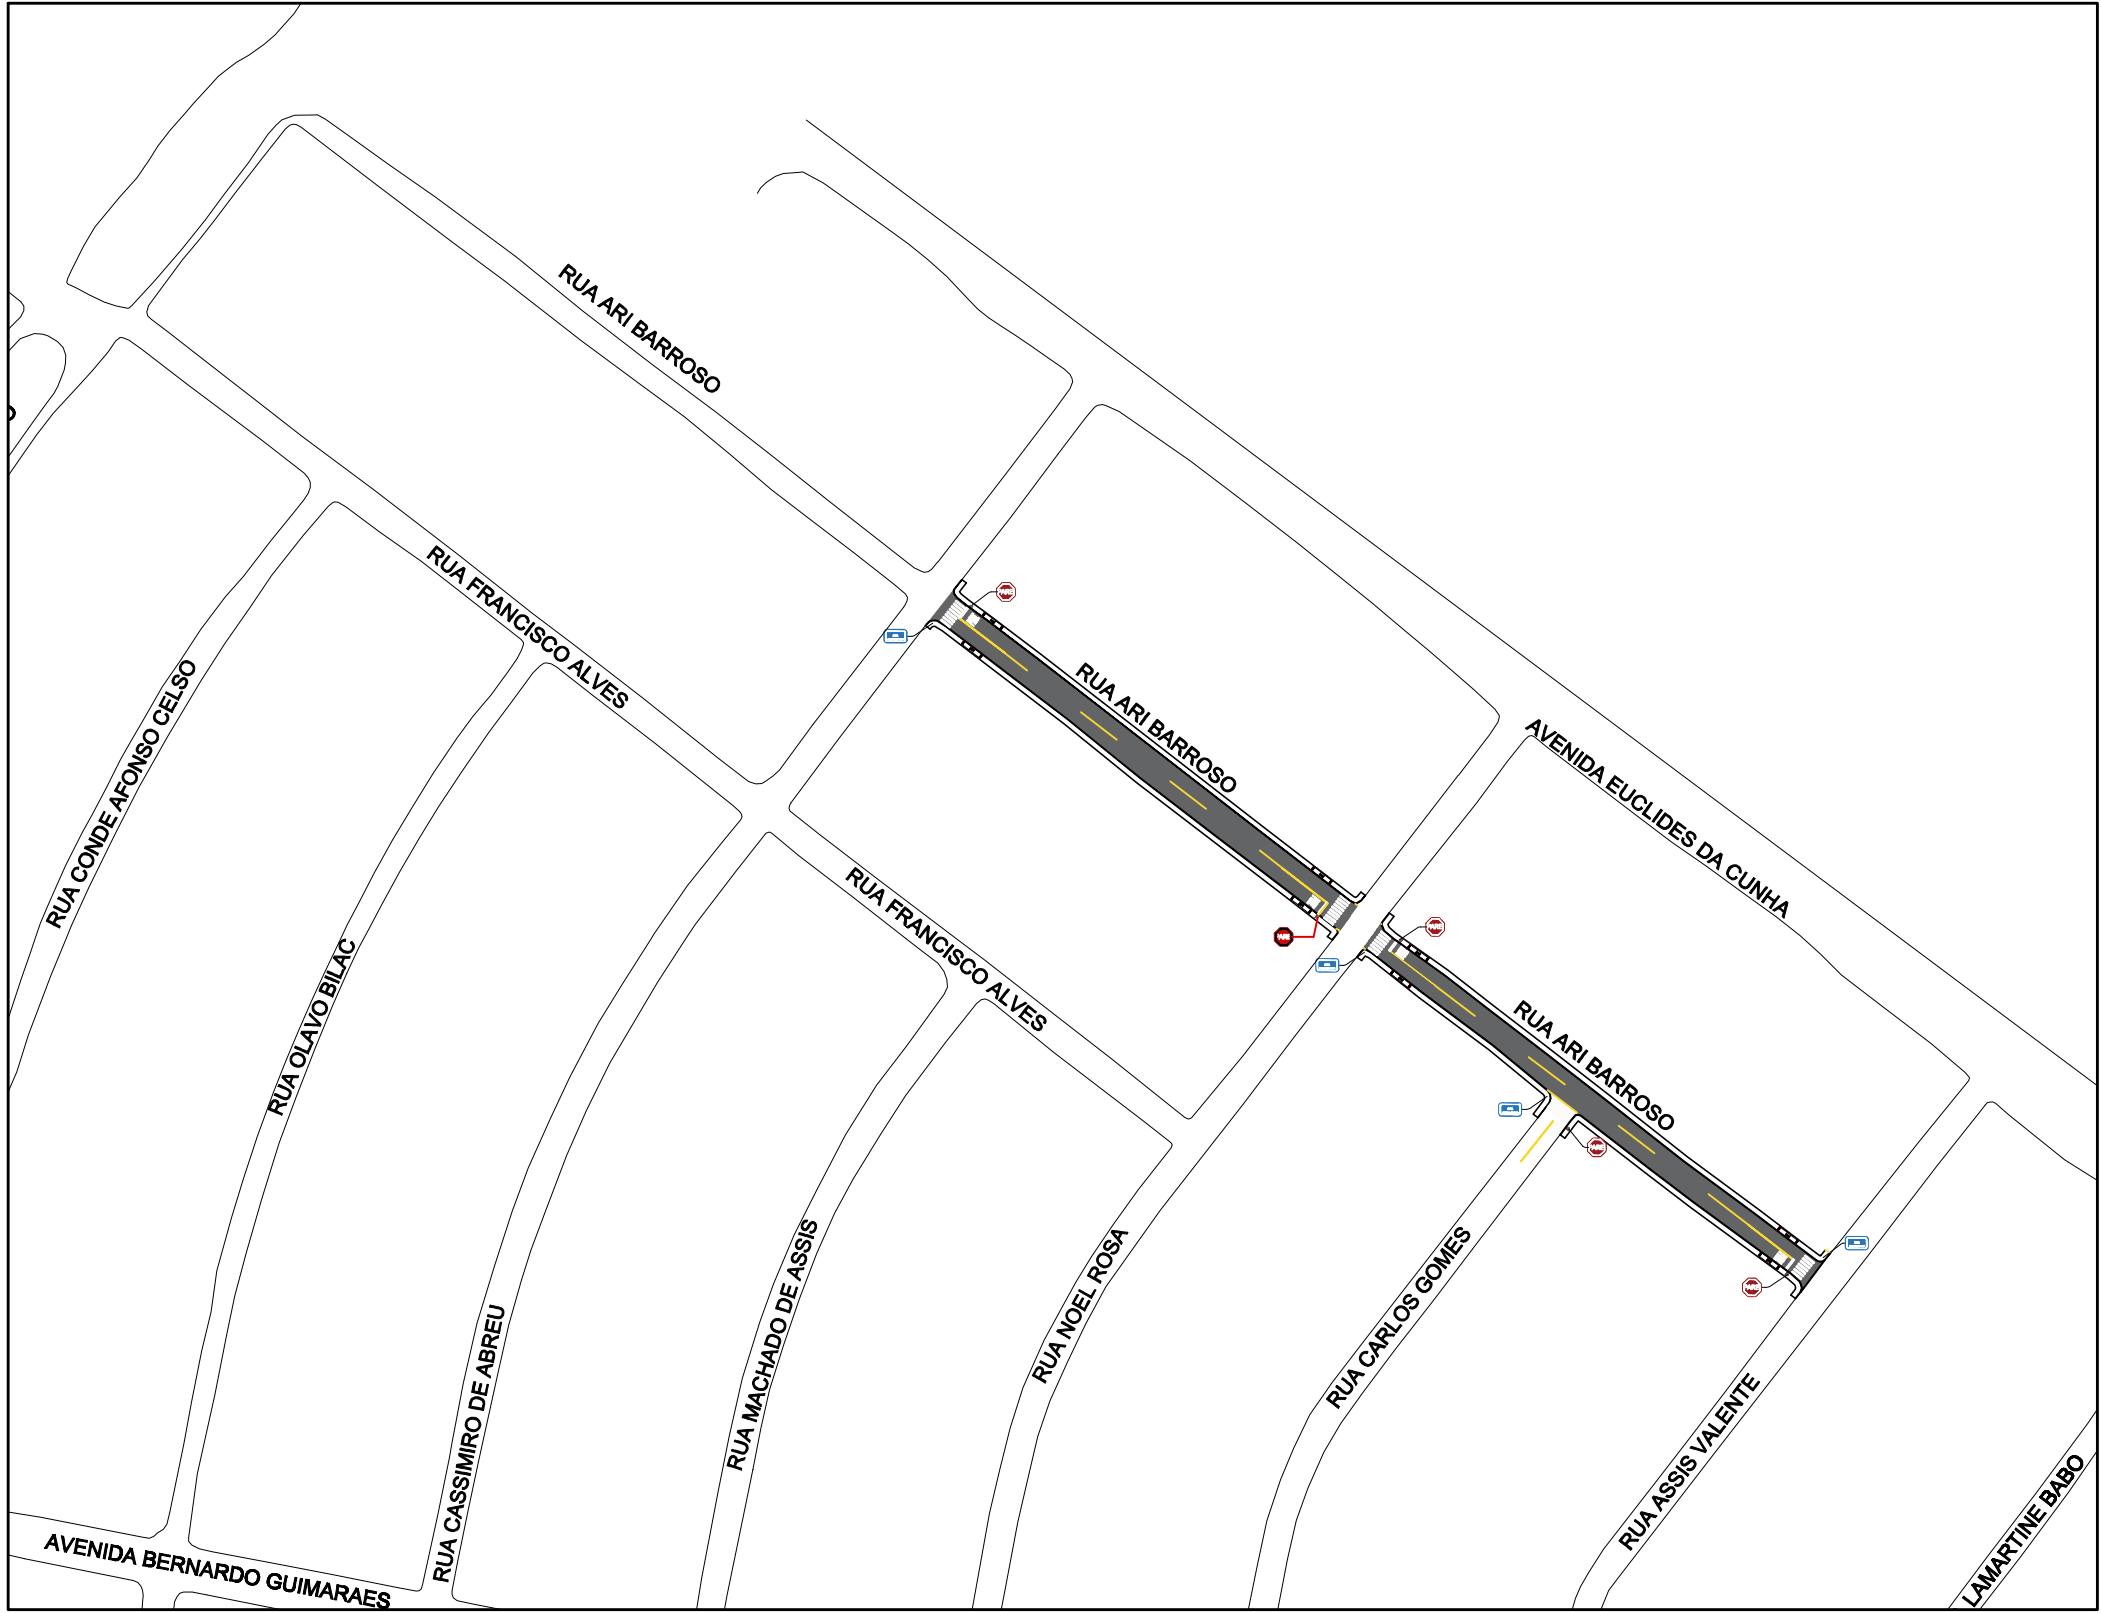 RUA ARI BARROSO
RUA FRANCISCO ALVES
RUA ARI BARROSO
AVENIDA EUCLIDES DA CUNHA
RUA CONDE AFONSO CELSO
RUA FRANCISCO ALVES
RUA OLAVO BILAC
RUA ARI BARROSO
RUA CASSIMIRO DE ABREU
RUA MACHADO DE ASSIS
RUA NOEL ROSA
RUA CARLOS GOMES
RUA ASSIS VALENTE
LAMARTINE BABO
AVENIDA BERNARDO GUIMARAES